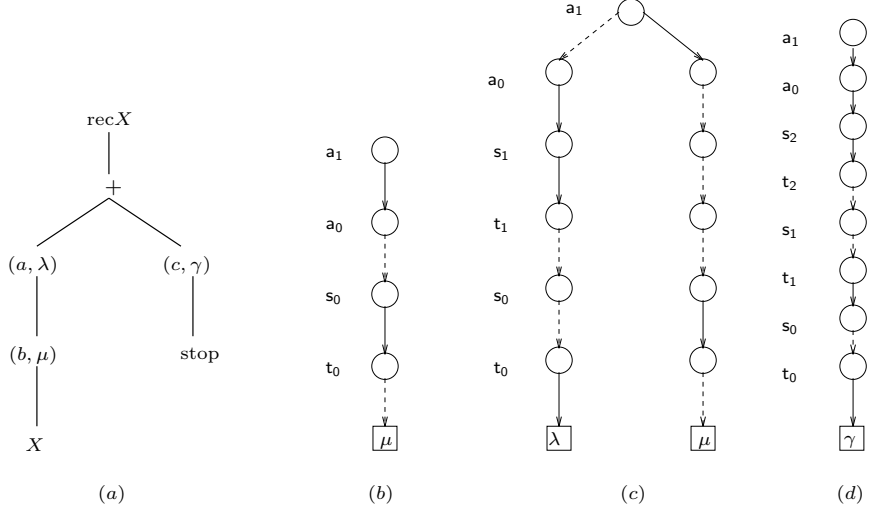 recX
+
(a, λ)
(c, γ)
(b, μ)
stop
X
(a)
a₁
a₀
s₀
t₀
μ
(b)
a₁
a₀
s₁
t₁
s₀
t₀
λ
μ
(c)
a₁
a₀
s₂
t₂
s₁
t₁
s₀
t₀
γ
(d)